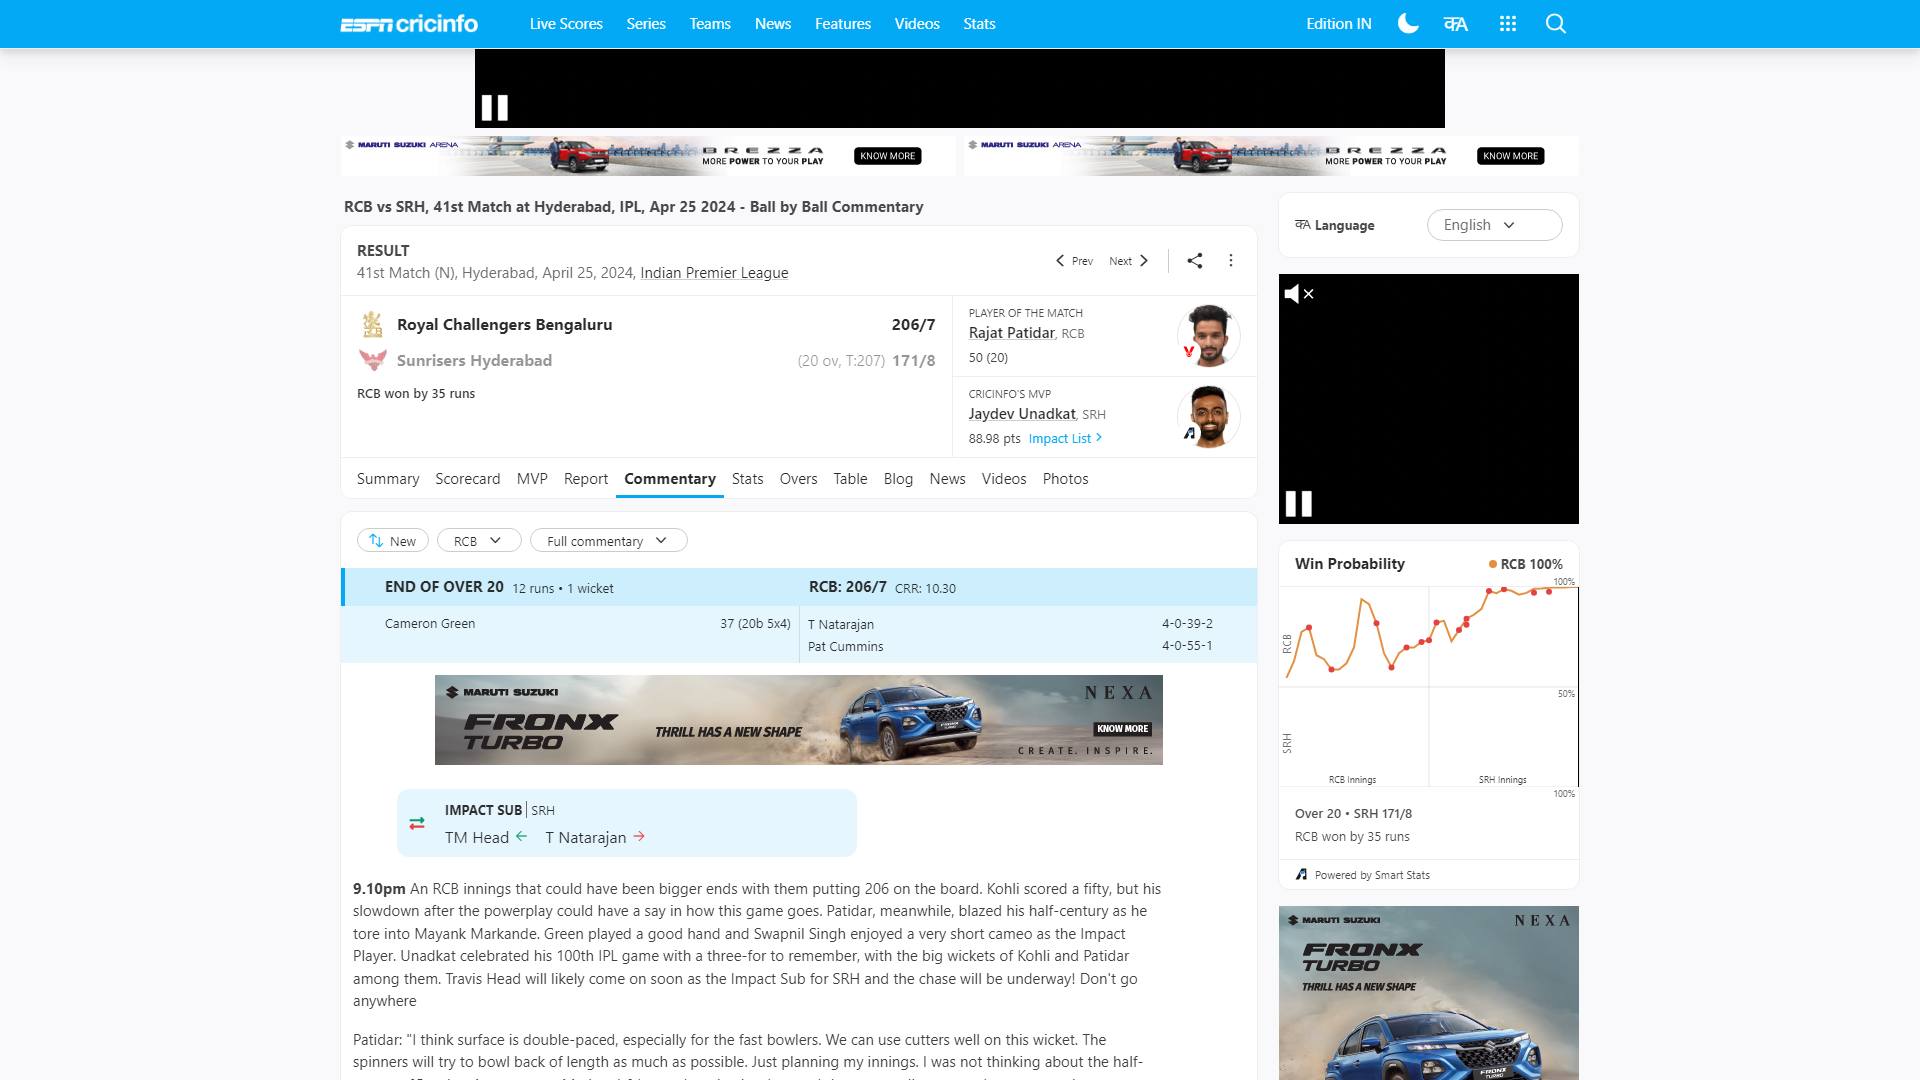 ESPN cricinfo
Live Scores Series Teams News Features Videos Stats
Edition IN
MARUTI SUZUKI ARENA BREZZA MORE POWER TO YOUR PLAY KNOW MORE
MARUTI SUZUKI ARENA BREZZA MORE POWER TO YOUR PLAY KNOW MORE
RCB vs SRH, 41st Match at Hyderabad, IPL, Apr 25 2024 - Ball by Ball Commentary
RESULT
41st Match (N), Hyderabad, April 25, 2024, Indian Premier League
Prev Next
Royal Challengers Bengaluru 206/7
Sunrisers Hyderabad (20 ov, T:207) 171/8
RCB won by 35 runs
PLAYER OF THE MATCH
Rajat Patidar, RCB
50 (20)
CRICINFO'S MVP
Jaydev Unadkat, SRH
88.98 pts Impact List
Summary Scorecard MVP Report Commentary Stats Overs Table Blog News Videos Photos
New RCB Full commentary
END OF OVER 20 12 runs • 1 wicket RCB: 206/7 CRR: 10.30
Cameron Green 37 (20b 5x4) T Natarajan 4-0-39-2
Pat Cummins 4-0-55-1
MARUTI SUZUKI NEXA
FRONX
TURBO
THRILL HAS A NEW SHAPE
KNOW MORE
CREATE. INSPIRE.
IMPACT SUB SRH
TM Head T Natarajan
9.10pm An RCB innings that could have been bigger ends with them putting 206 on the board. Kohli scored a fifty, but his
slowdown after the powerplay could have a say in how this game goes. Patidar, meanwhile, blazed his half-century as he
tore into Mayank Markande. Green played a good hand and Swapnil Singh enjoyed a very short cameo as the Impact
Player. Unadkat celebrated his 100th IPL game with a three-for to remember, with the big wickets of Kohli and Patidar
among them. Travis Head will likely come on soon as the Impact Sub for SRH and the chase will be underway! Don't go
anywhere
Patidar: "I think surface is double-paced, especially for the fast bowlers. We can use cutters well on this wicket. The
spinners will try to bowl back of length as much as possible. Just planning my innings. I was not thinking about the half-
कA Language English
Win Probability RCB 100%
100%
RCB
50%
SRH
RCB Innings SRH Innings
100%
Over 20 • SRH 171/8
RCB won by 35 runs
Powered by Smart Stats
MARUTI SUZUKI NEXA
FRONX
TURBO
THRILL HAS A NEW SHAPE
FRONX